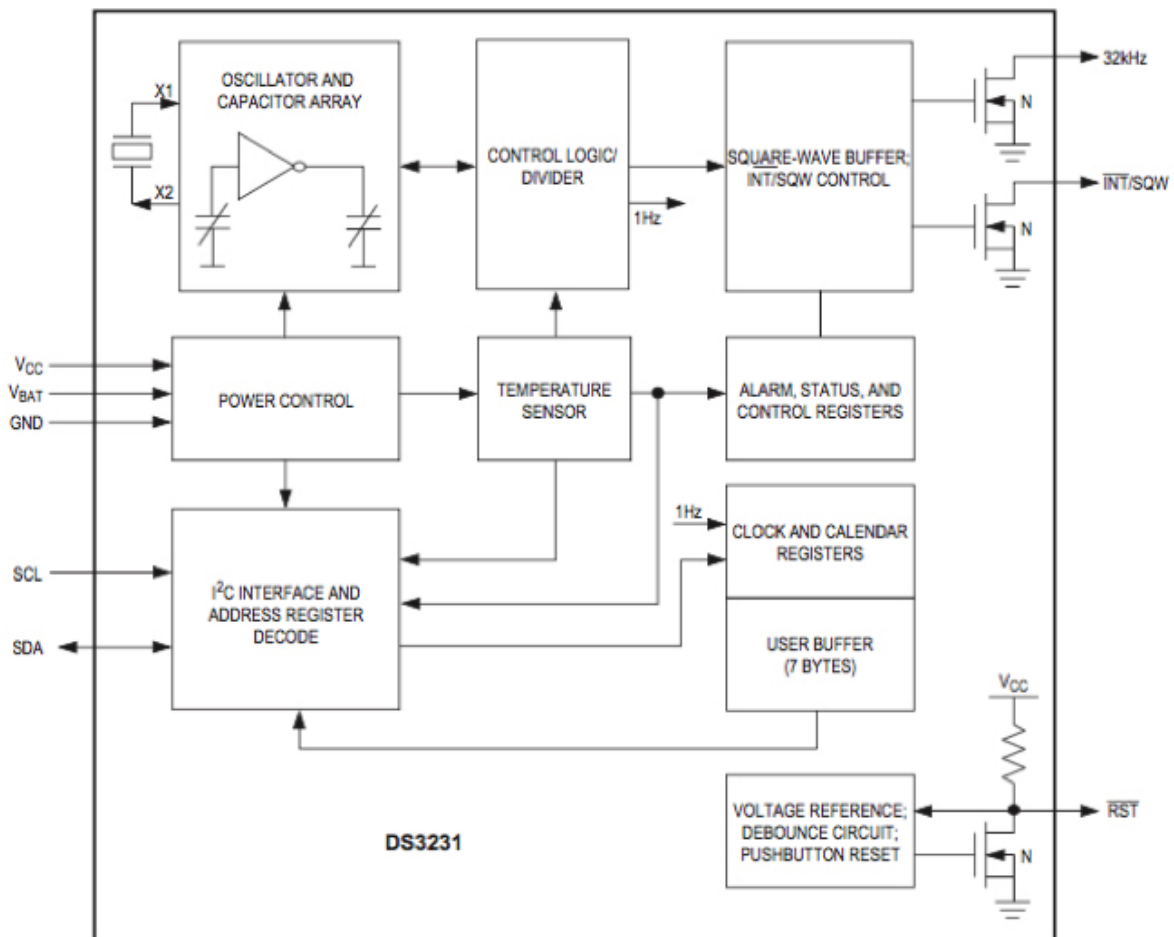 OSCILLATOR AND
CAPACITOR ARRAY
X1
X2
CONTROL LOGIC/
DIVIDER
1Hz
SQUARE-WAVE BUFFER;
INT/SQW CONTROL
32kHz
N
INT/SQW
N
VCC
VBAT
GND
POWER CONTROL
TEMPERATURE
SENSOR
ALARM, STATUS, AND
CONTROL REGISTERS
SCL
SDA
I2C INTERFACE AND
ADDRESS REGISTER
DECODE
1Hz
CLOCK AND CALENDAR
REGISTERS
USER BUFFER
(7 BYTES)
VCC
VOLTAGE REFERENCE;
DEBOUNCE CIRCUIT;
PUSHBUTTON RESET
RST
N
DS3231